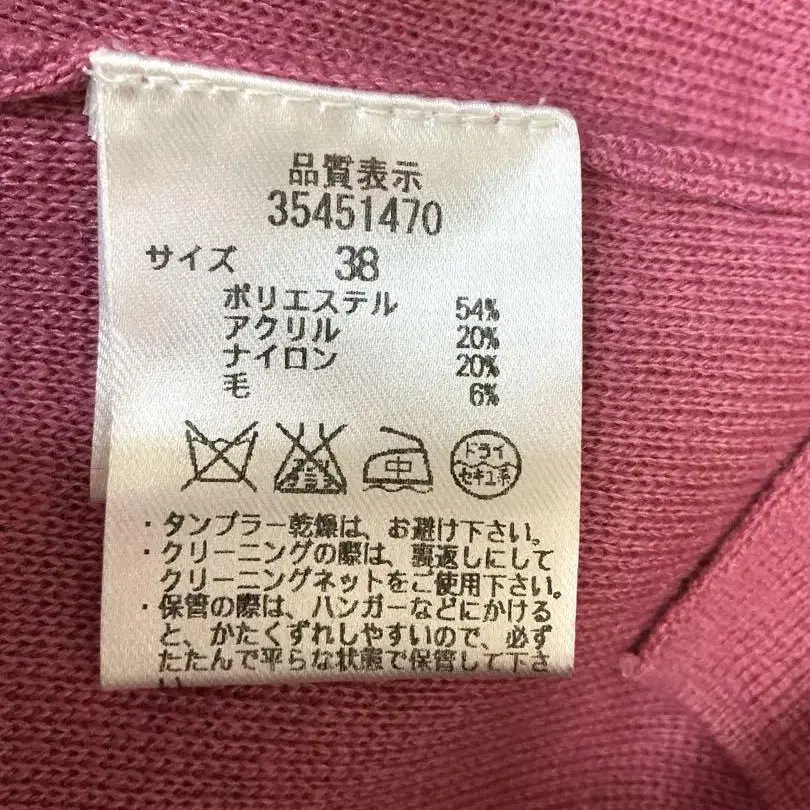 品質表示
35451470
サイズ 38
ポリエステル 54%
アクリル 20%
ナイロン 20%
毛 6%
エンソ サラシ 中 ドライ セキユ系
・タンブラー乾燥は、お避け下さい。
・クリーニングの際は、裏返しにして
クリーニングネットをご使用下さい。
・保管の際は、ハンガーなどにかける
と、かたくずれしやすいので、必ず
たたんで平らな状態で保管して下さ
い